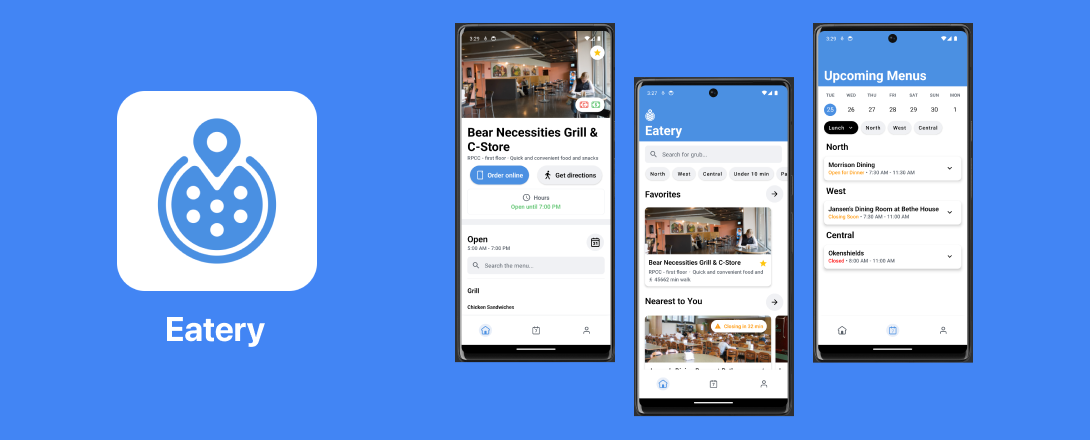 Eatery
3:29
Bear Necessities Grill &
C-Store
RPCC - first floor · Quick and convenient food and snacks
Order online
Get directions
Hours
Open until 7:00 PM
Open
5:00 AM - 7:00 PM
31
Search the menu...
Grill
Chicken Sandwiches
3:27
Eatery
Search for grub...
North
West
Central
Under 10 min
Pa
Favorites
Bear Necessities Grill & C-Store
RPCC - first floor · Quick and convenient food and
45662 min walk
Nearest to You
Closing in 32 min
3:29
Upcoming Menus
TUE WED THU FRI SAT SUN MON
25 26 27 28 29 30 1
Lunch
North
West
Central
North
Morrison Dining
Open for Dinner • 7:30 AM - 11:30 AM
West
Jansen's Dining Room at Bethe House
Closing Soon • 7:30 AM - 11:00 AM
Central
Okenshields
Closed • 8:00 AM - 11:00 AM